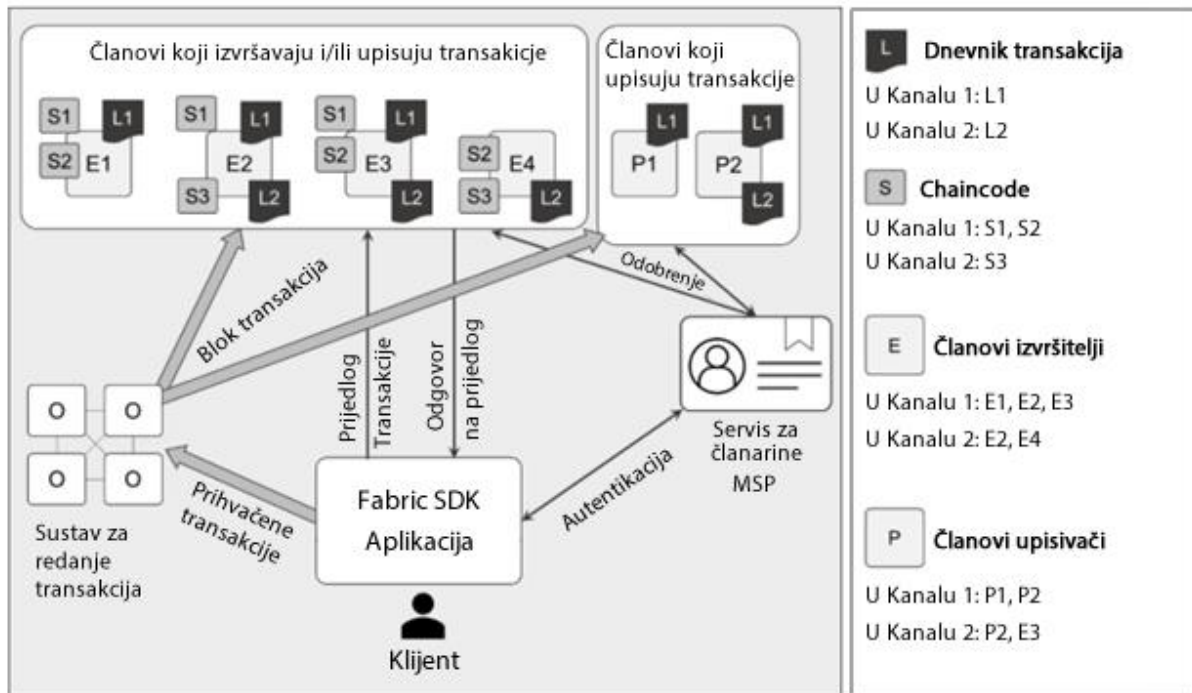 Članovi koji izvršavaju i/ili upisuju transakicje
S1
L1
S2
E1
S1
L1
E2
S3
L2
S1
L1
S2
E3
L2
S2
E4
S3
L2
Članovi koji
upisuju transakcije
L1
P1
L1
P2
L2
Blok transakcija
Prijedlog
Transakcije
Odgovor
na prijedlog
Odobrenje
O
O
O
O
Sustav za
redanje
transakcija
Prihvačene
transakcije
Fabric SDK
Aplikacija
Klijent
Autentikacija
Servis za
članarine
MSP
L
Dnevnik transakcija
U Kanalu 1: L1
U Kanalu 2: L2
S
Chaincode
U Kanalu 1: S1, S2
U Kanalu 2: S3
E
Članovi izvršitelji
U Kanalu 1: E1, E2, E3
U Kanalu 2: E2, E4
P
Članovi upisivači
U Kanalu 1: P1, P2
U Kanalu 2: P2, E3